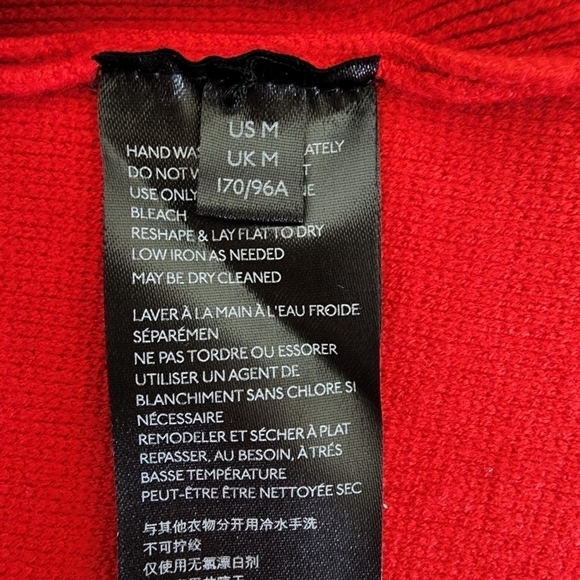 US M
UK M
170/96A
HAND WAS ATELY
DO NOT W T
USE ONLY NE
BLEACH
RESHAPE & LAY FLAT TO DRY
LOW IRON AS NEEDED
MAY BE DRY CLEANED
LAVER À LA MAIN À L'EAU FROIDE
SÉPARÉMEN
NE PAS TORDRE OU ESSORER
UTILISER UN AGENT DE
BLANCHIMENT SANS CHLORE SI
NÉCESSAIRE
REMODELER ET SÉCHER À PLAT
REPASSER, AU BESOIN, À TRÉS
BASSE TEMPÉRATURE
PEUT-ÊTRE ÊTRE NETTOYÉE SEC
与其他衣物分开用冷水手洗
不可拧绞
仅使用无氯漂白剂